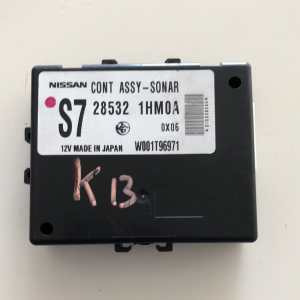 NISSAN CONT ASSY-SONAR
S7 28532 1HM0A
0X06
12V MADE IN JAPAN W001T96971
K13